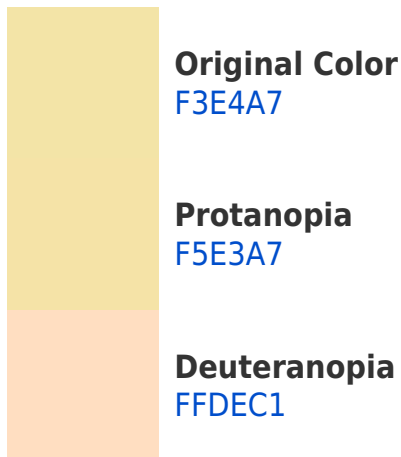 Original Color
F3E4A7
Protanopia
F5E3A7
Deuteranopia
FFDEC1